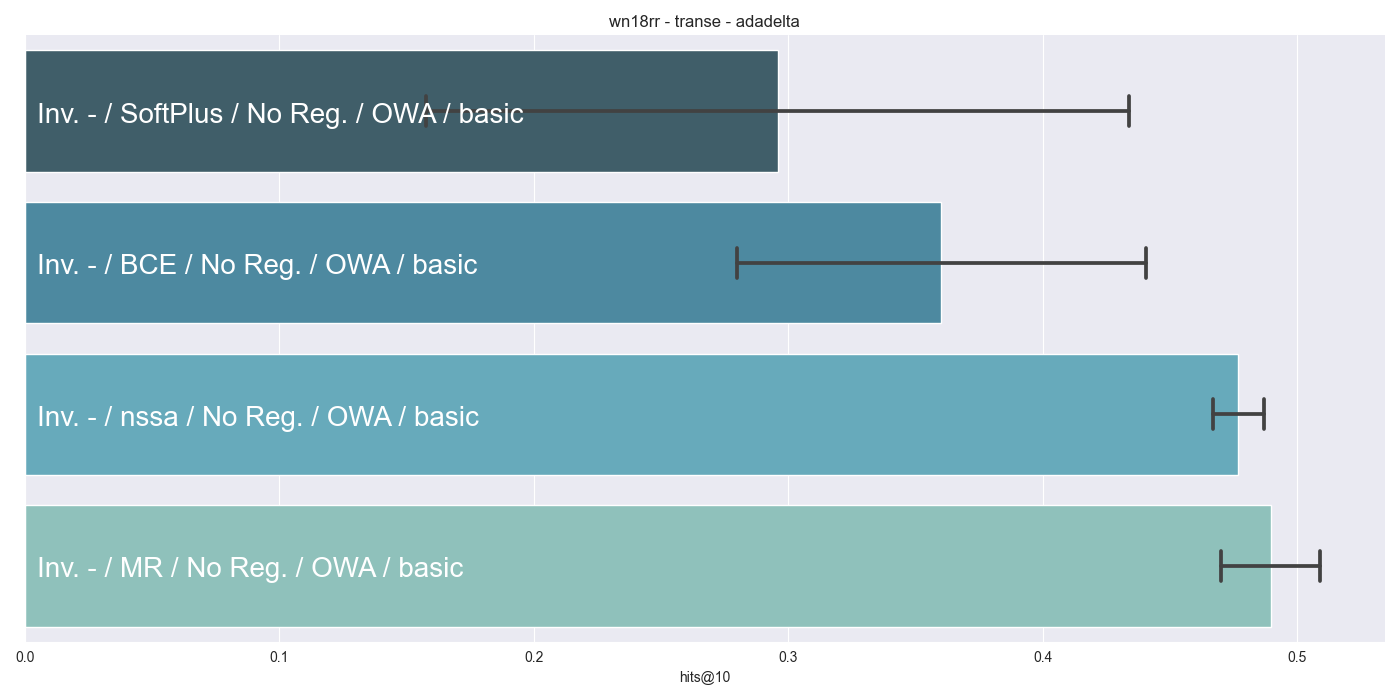 wn18rr - transe - adadelta
Inv. - / SoftPlus / No Reg. / OWA / basic
Inv. - / BCE / No Reg. / OWA / basic
Inv. - / nssa / No Reg. / OWA / basic
Inv. - / MR / No Reg. / OWA / basic
0.0 0.1 0.2 0.3 0.4 0.5
hits@10